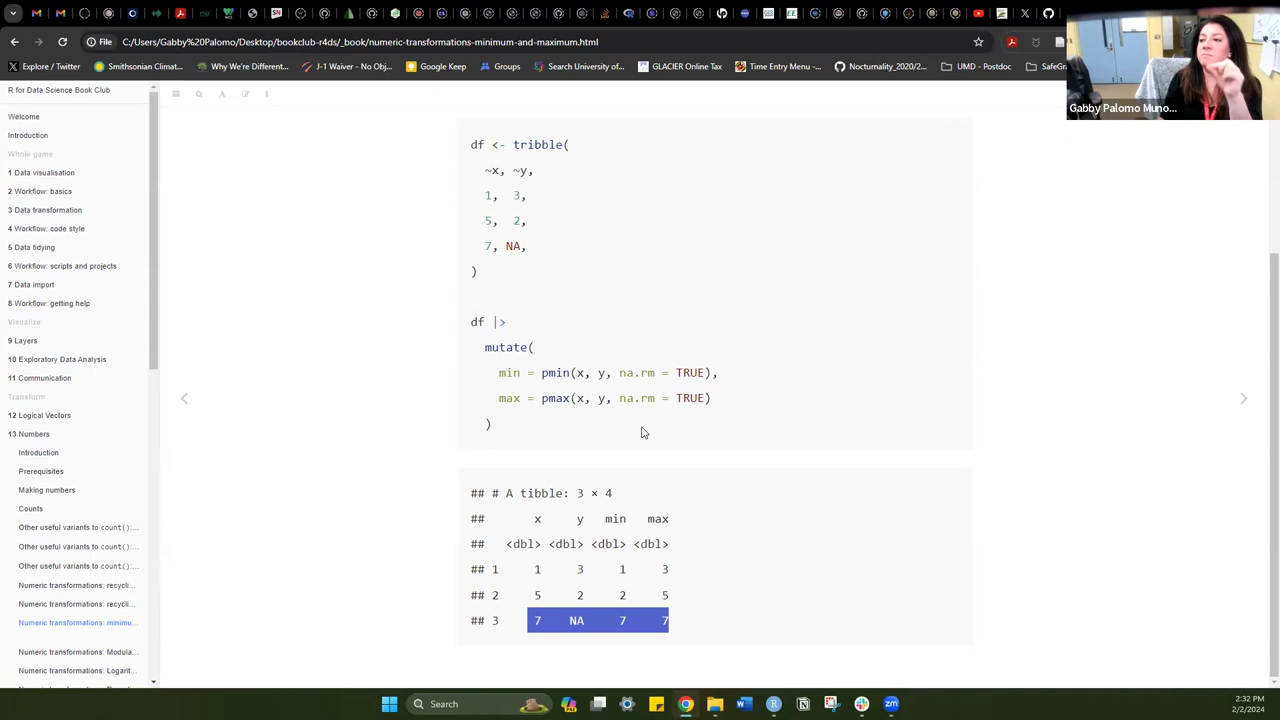 File C:/Users/Gabby%20Palomo/Desktop/bookclub-r4ds/_book/numeric-transformations-minimum-and-maximum.html
Explore / Twitter
Smithsonian Climat...
Why We're Different...
J-1 Waiver - No Obj...
Google Keep
Groups
Search University of...
GLACIER Online Tax
Time Entry Menu -...
Nocturnality_2020/2...
UMD - Postdoc
SafeGra
Gabby Palomo Muno...
R for Data Science Book Club
Welcome
Introduction
Whole game
1 Data visualisation
2 Workflow: basics
3 Data transformation
4 Workflow: code style
5 Data tidying
6 Workflow: scripts and projects
7 Data import
8 Workflow: getting help
Visualize
9 Layers
10 Exploratory Data Analysis
11 Communication
Transform
12 Logical Vectors
13 Numbers
Introduction
Prerequisites
Making numbers
Counts
Other useful variants to count():...
Other useful variants to count():...
Other useful variants to count():...
Numeric transformations: recycli...
Numeric transformations: recycli...
Numeric transformations: minimu...
Numeric transformations: Modula...
Numeric transformations: Logarit...
df <- tribble(
~x, ~y,
1, 3,
5, 2,
7, NA,
)
df |>
mutate(
min = pmin(x, y, na.rm = TRUE),
max = pmax(x, y, na.rm = TRUE)
)
## # A tibble: 3 × 4
## x y min max
## <dbl> <dbl> <dbl> <dbl>
## 1 1 3 1 3
## 2 5 2 2 5
## 3 7 NA 7 7
Search
2:32 PM
2/2/2024